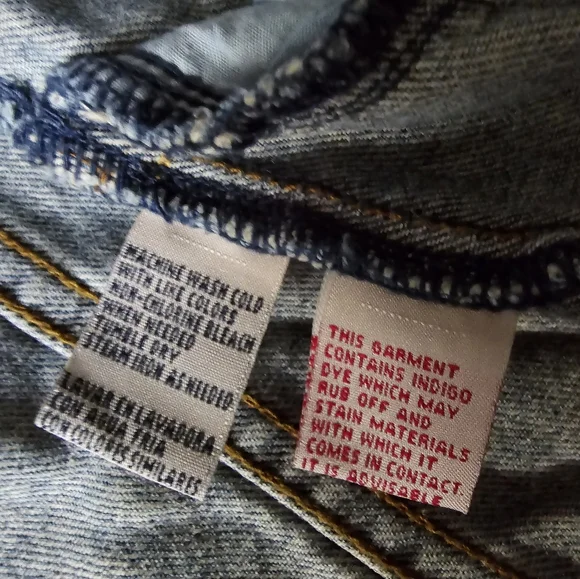 MACHINE WASH COLD
WITH LIKE COLORS
NON-CHLORINE BLEACH
WHEN NEEDED
TUMBLE DRY
STEAM IRON AS NEEDED
LAVAR EN LAVADORA
CON AGUA FRIA
CON COLORES SIMILARES
THIS GARMENT
CONTAINS INDIGO
DYE WHICH MAY
RUB OFF AND
STAIN MATERIALS
WITH WHICH IT
COMES IN CONTACT.
IT IS ADVISABLE